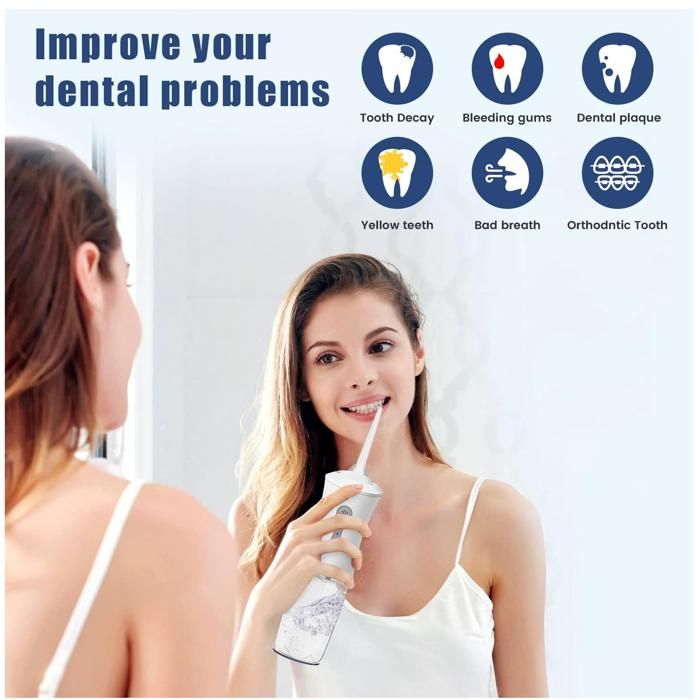 Improve your
dental problems
Tooth Decay
Bleeding gums
Dental plaque
Yellow teeth
Bad breath
Orthodntic Tooth